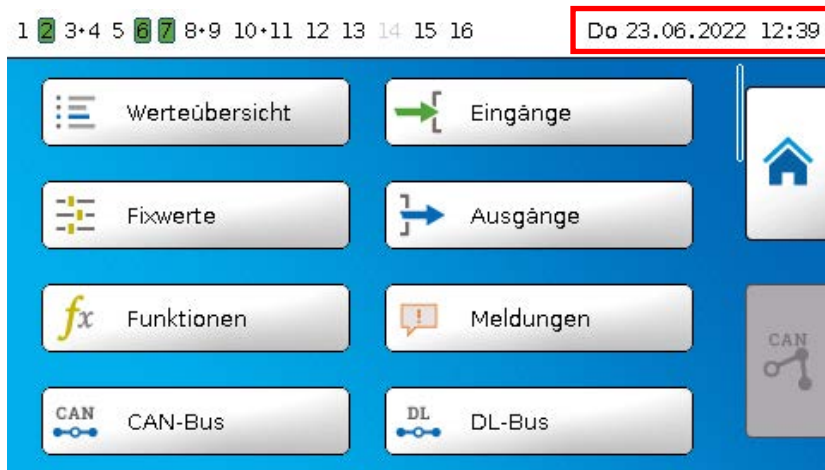 1 2 3+4 5 6 7 8+9 10+11 12 13 14 15 16 Do 23.06.2022 12:39
Werteübersicht Eingänge
Fixwerte Ausgänge
fx Funktionen ! Meldungen
CAN
CAN CAN-Bus DL DL-Bus